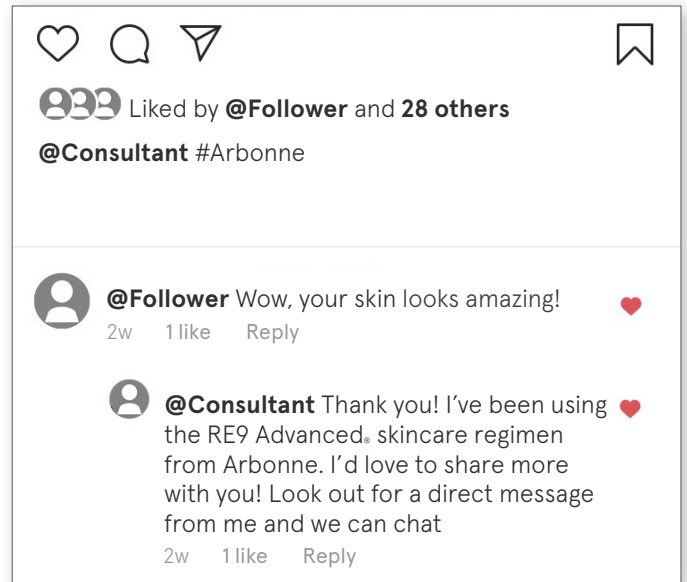 Liked by @Follower and 28 others
@Consultant #Arbonne
@Follower Wow, your skin looks amazing!
2w 1 like Reply
@Consultant Thank you! I’ve been using
the RE9 Advanced® skincare regimen
from Arbonne. I’d love to share more
with you! Look out for a direct message
from me and we can chat
2w 1 like Reply